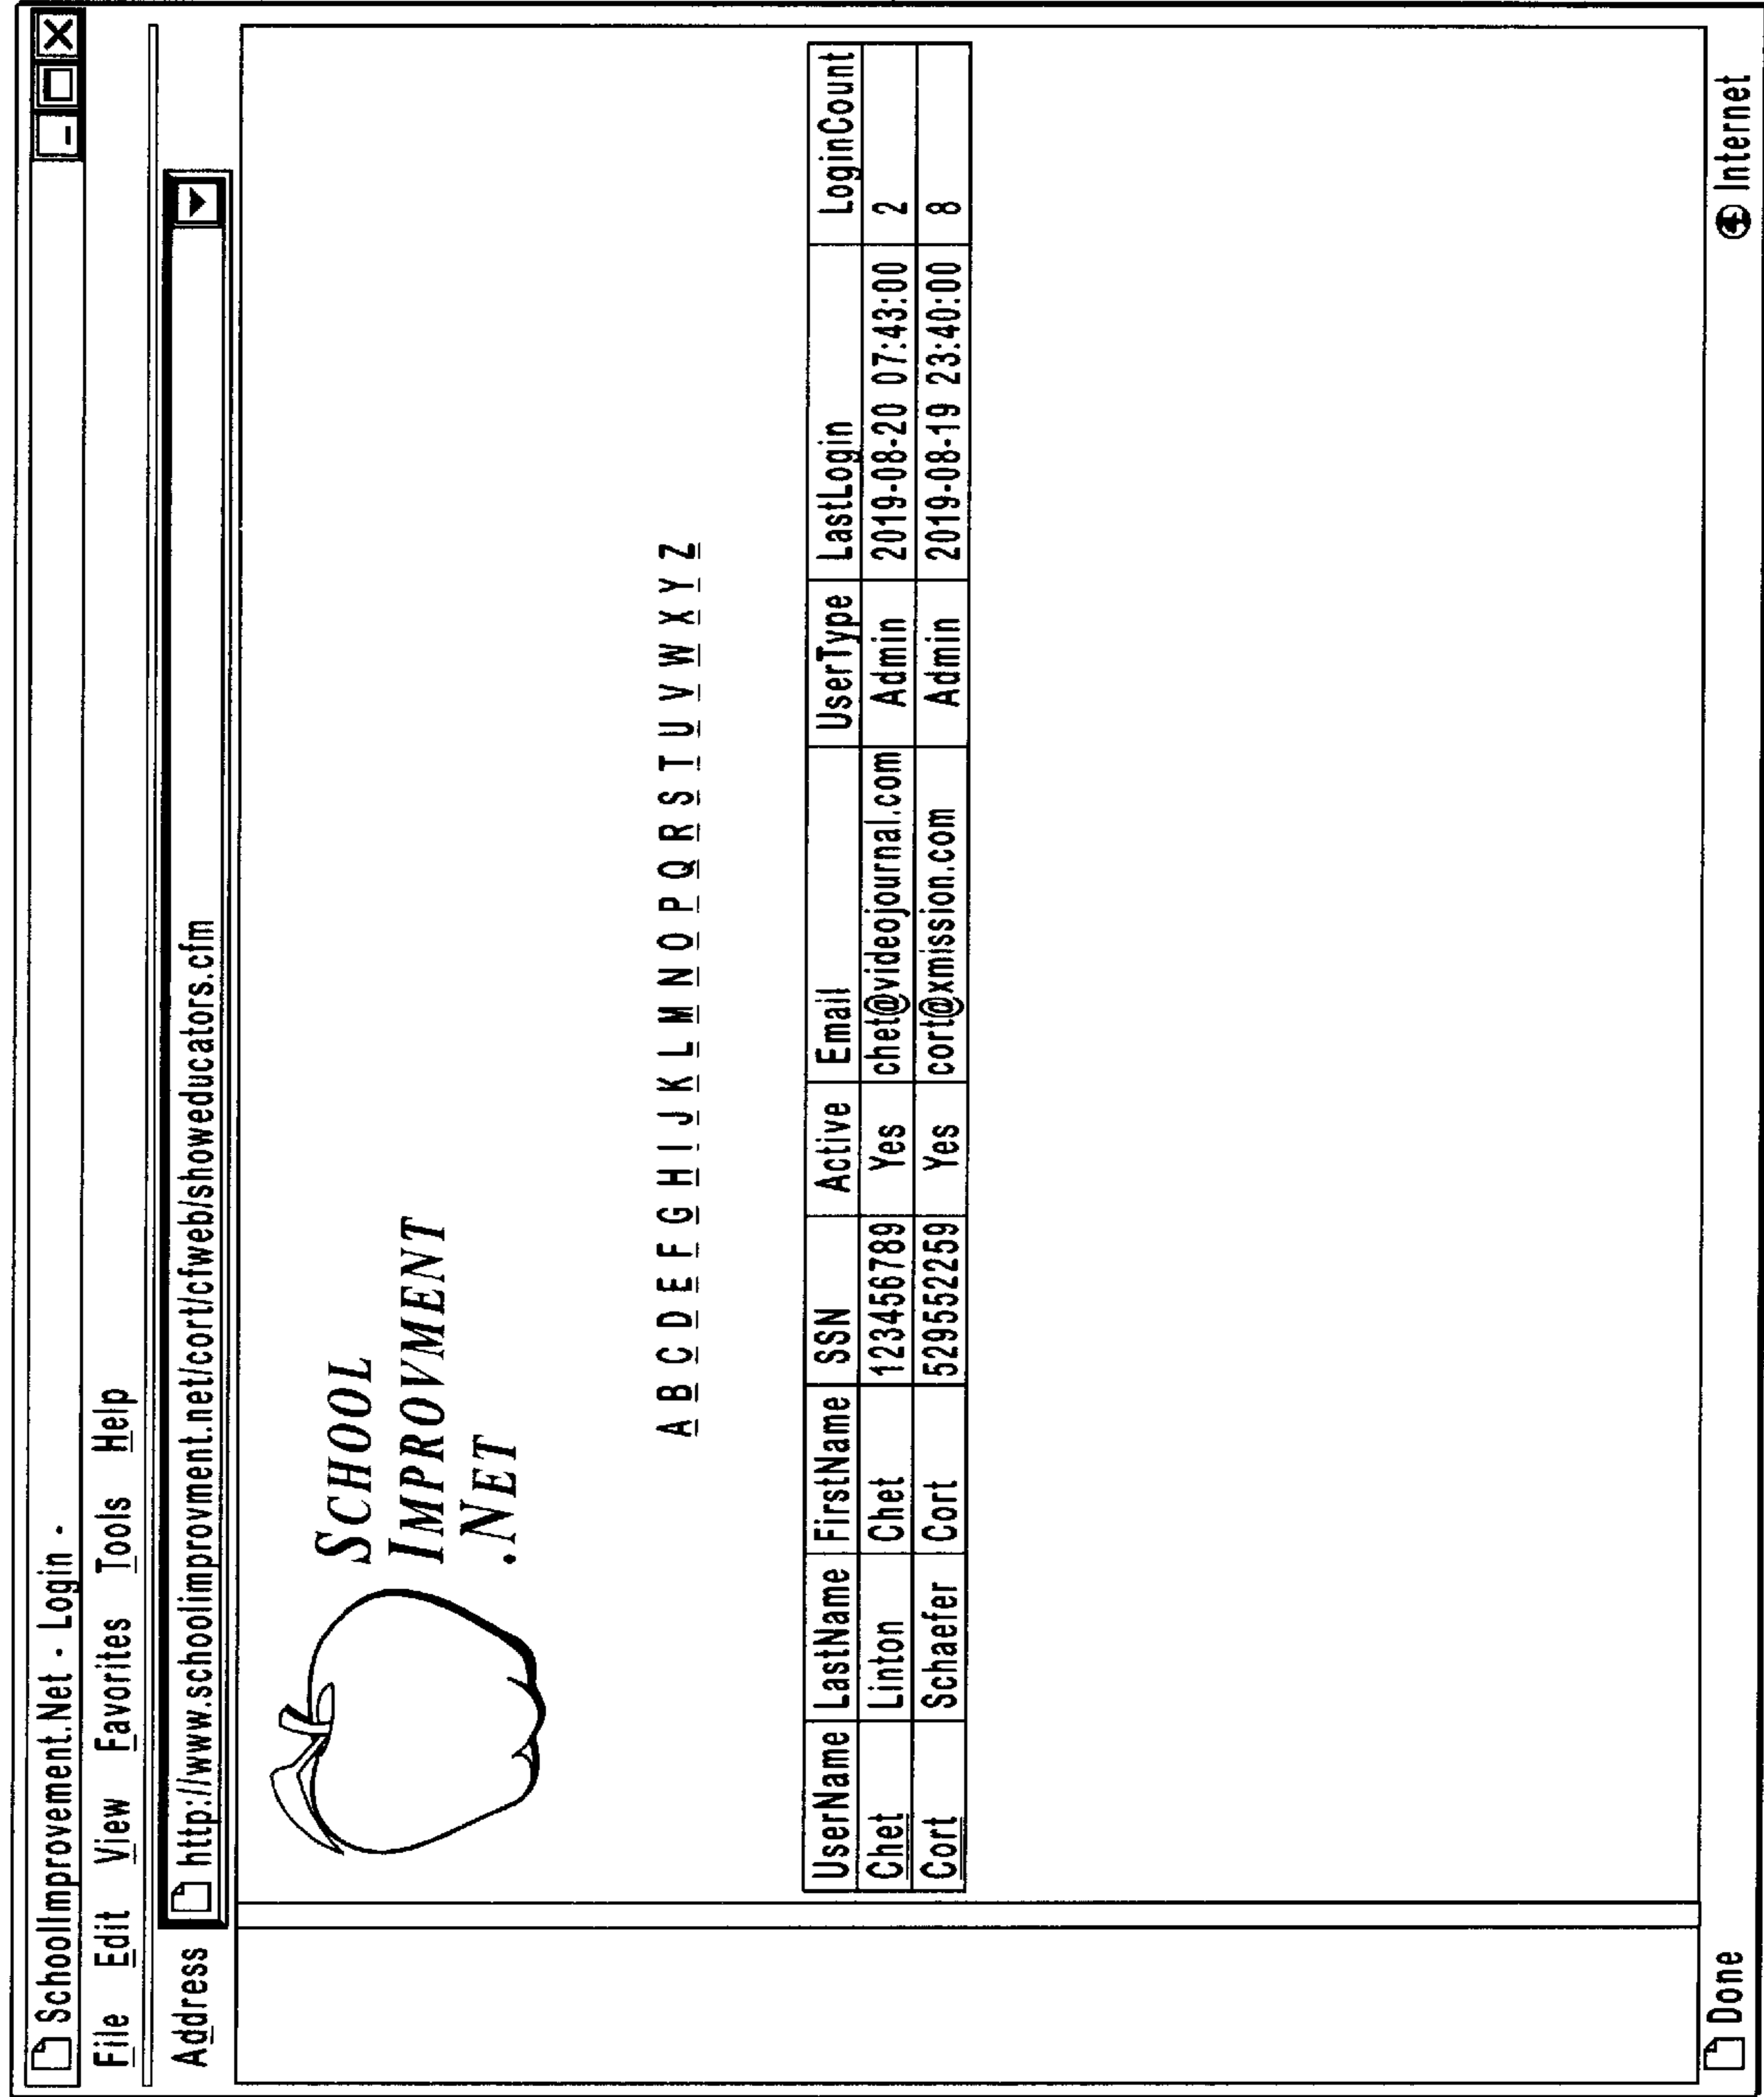 SchoolImprovement.Net - Login -
File Edit View Favorites Tools Help
Address http://www.schoolimprovment.net/cort/cfweb/showeducators.cfm
SCHOOL
IMPROVMENT
.NET
A B C D E F G H I J K L M N O P Q R S T U V W X Y Z
UserName LastName FirstName SSN Active Email UserType LastLogin LoginCount
Chet Linton Chet 123456789 Yes chet@videojournal.com Admin 2019-08-20 07:43:00 2
Cort Schaefer Cort 529552259 Yes cort@xmission.com Admin 2019-08-19 23:40:00 8
Done Internet